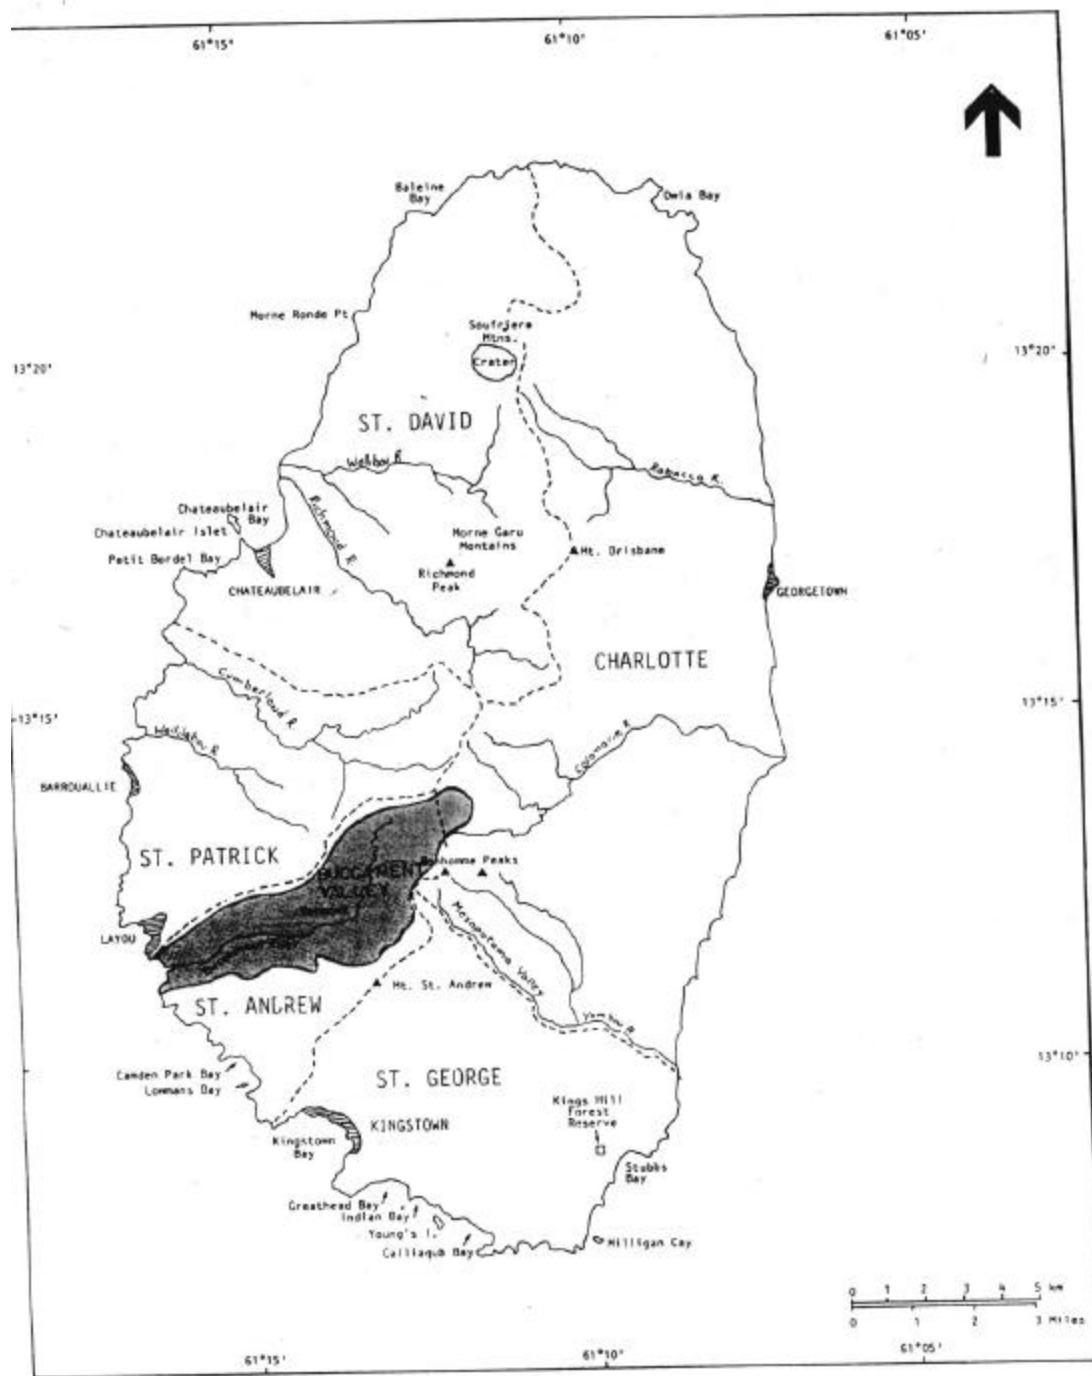 61°15'
61°10'
61°05'
Baleine
Bay
Owia Bay
Morne Ronde Pt.
Soufriere
Mtns.
Crater
13°20'
13°20'
ST. DAVID
Rabacca R.
Richmond R.
Chateaubelair
Bay
Chateaubelair Islet
Petit Bordel Bay
CHATEAUBELAIR
Morne Garu
Montains
Richmond
Peak
Mt. Brisbane
GEORGETOWN
CHARLOTTE
Cumberland R.
13°15'
13°15'
Colonarie R.
BARROUALLIE
ST. PATRICK
BUCCAMENT
VALLEY
Bonhomme Peaks
LAYOU
Mesopotamia Valley
Mt. St. Andrew
ST. ANDREW
Yambou R.
13°10'
Camden Park Bay
Lowmans Bay
ST. GEORGE
Kings Hill
Forest
Reserve
KINGSTOWN
Kingstown
Bay
Stubbs
Bay
Greathead Bay
Indian Bay
Young's I.
Calliaqua Bay
Milligan Cay
0 1 2 3 4 5 km
0 1 2 3 Miles
61°15'
61°10'
61°05'